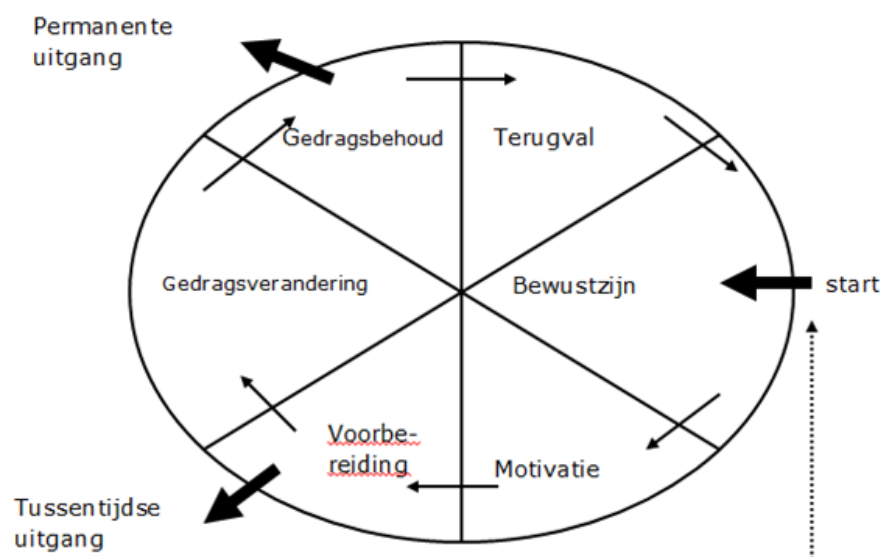 Permanente
uitgang
Gedragsbehoud
Terugval
Gedragsverandering
Bewustzijn
start
Voorbe-
reiding
Motivatie
Tussentijdse
uitgang